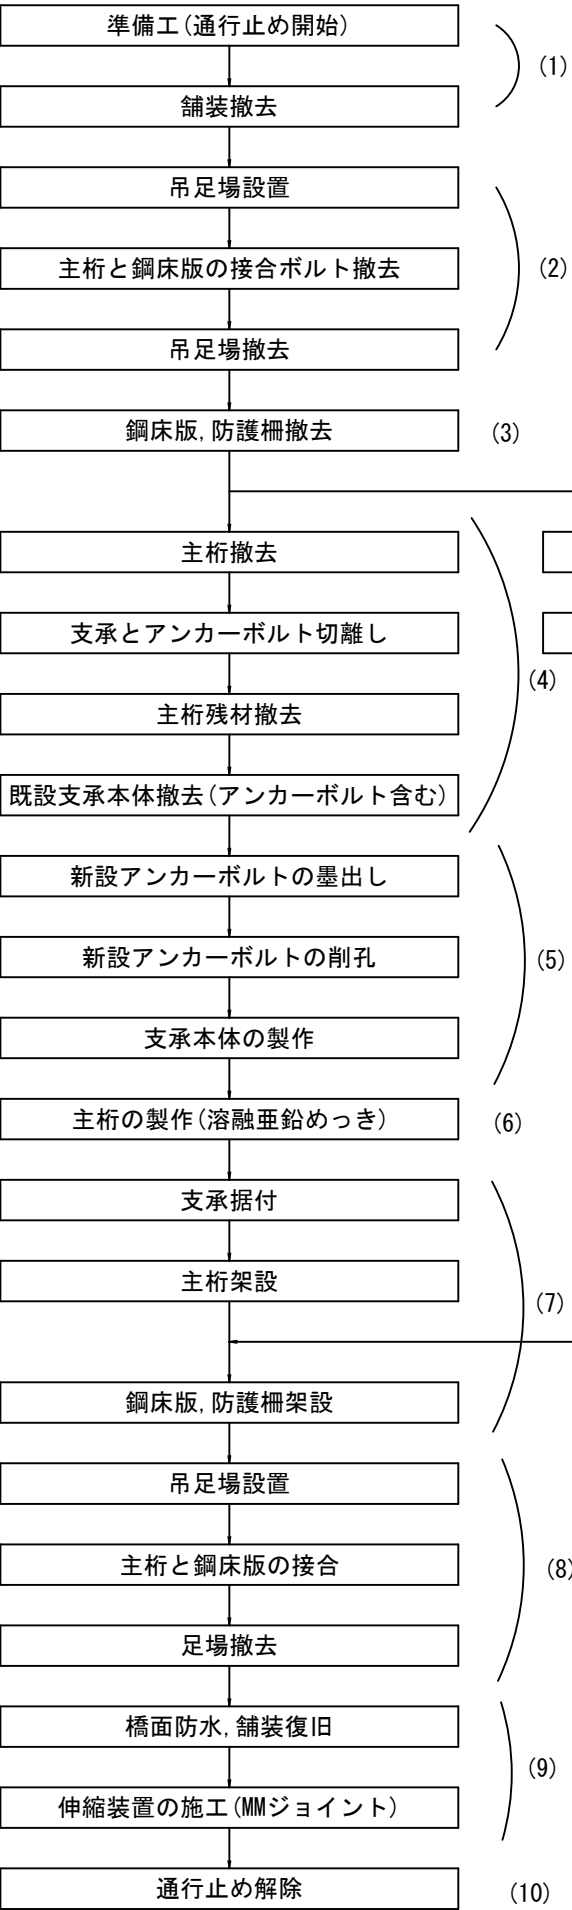 準備工(通行止め開始)
(1)
舗装撤去
吊足場設置
主桁と鋼床版の接合ボルト撤去
(2)
吊足場撤去
鋼床版,防護柵撤去
(3)
主桁撤去
支承とアンカーボルト切離し
(4)
主桁残材撤去
既設支承本体撤去(アンカーボルト含む)
新設アンカーボルトの墨出し
新設アンカーボルトの削孔
(5)
支承本体の製作
主桁の製作(溶融亜鉛めっき)
(6)
支承据付
主桁架設
(7)
鋼床版,防護柵架設
吊足場設置
主桁と鋼床版の接合
(8)
足場撤去
橋面防水,舗装復旧
(9)
伸縮装置の施工(MMジョイント)
通行止め解除
(10)